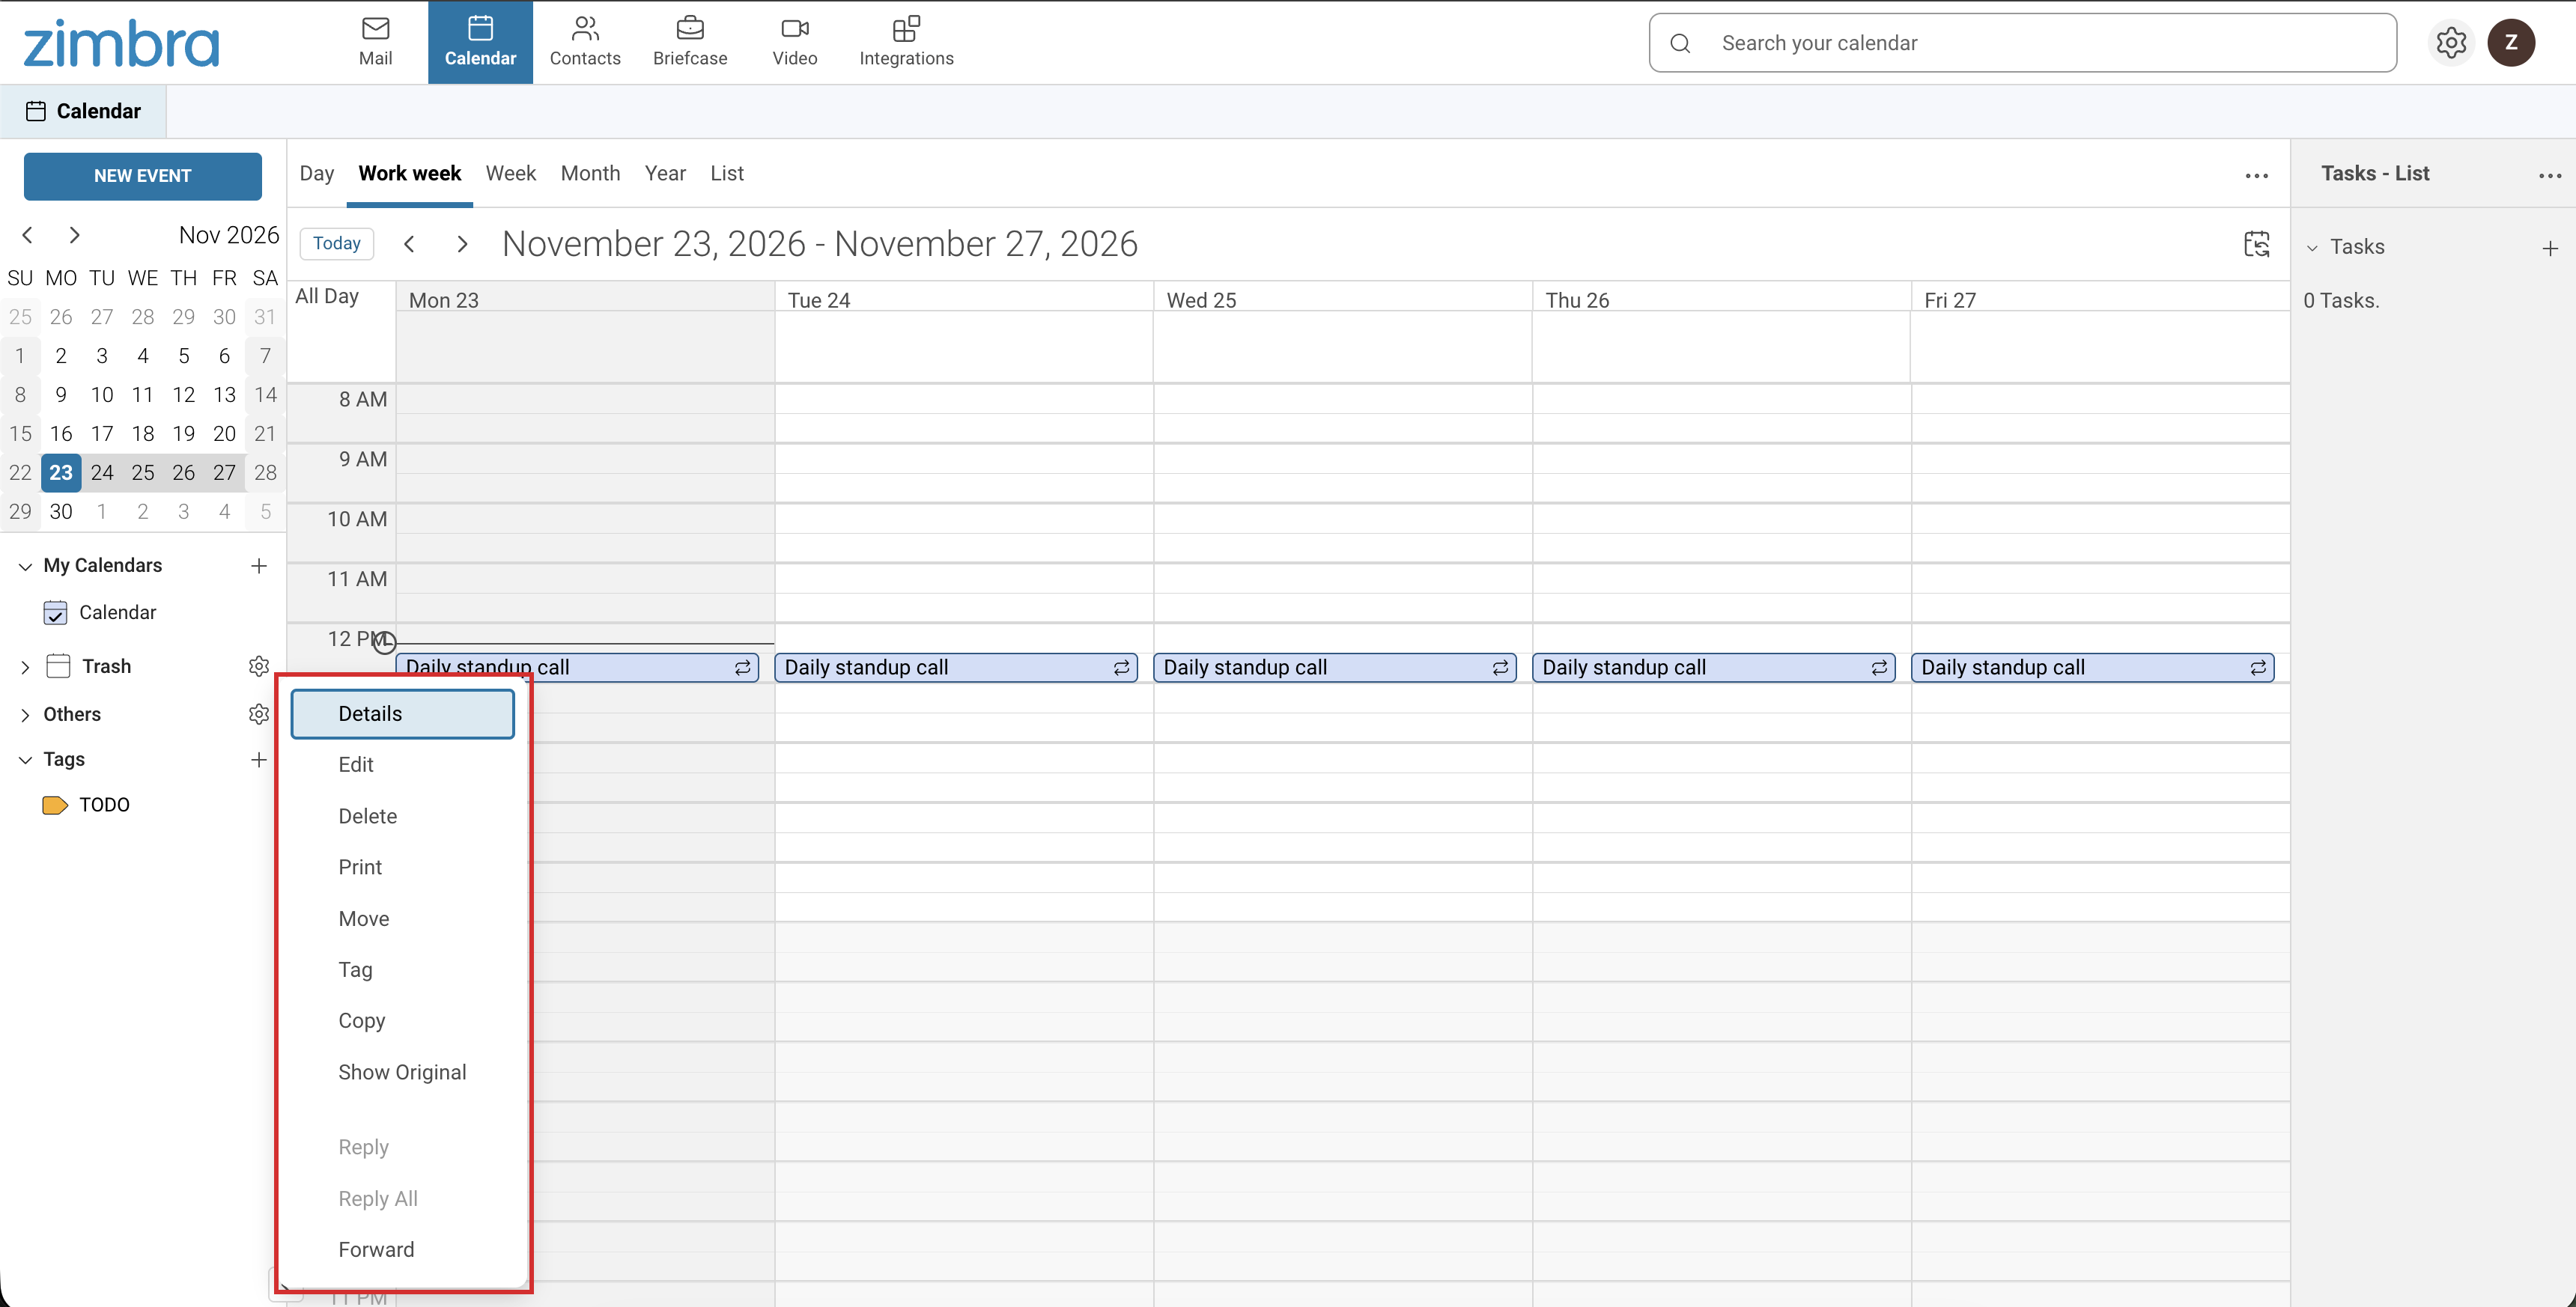 zimbra
Mail
Calendar
Contacts
Briefcase
Video
Integrations
Search your calendar
Z
Calendar
NEW EVENT
Nov 2026
SU MO TU WE TH FR SA
25 26 27 28 29 30 31
1 2 3 4 5 6 7
8 9 10 11 12 13 14
15 16 17 18 19 20 21
22 23 24 25 26 27 28
29 30 1 2 3 4 5
My Calendars
Calendar
Trash
Others
Tags
TODO
Day Work week Week Month Year List
Today
November 23, 2026 - November 27, 2026
All Day
Mon 23
Tue 24
Wed 25
Thu 26
Fri 27
8 AM
9 AM
10 AM
11 AM
12 PM
Daily standup call
Daily standup call
Daily standup call
Daily standup call
Daily standup call
Details
Edit
Delete
Print
Move
Tag
Copy
Show Original
Reply
Reply All
Forward
11 PM
Tasks - List
Tasks
0 Tasks.